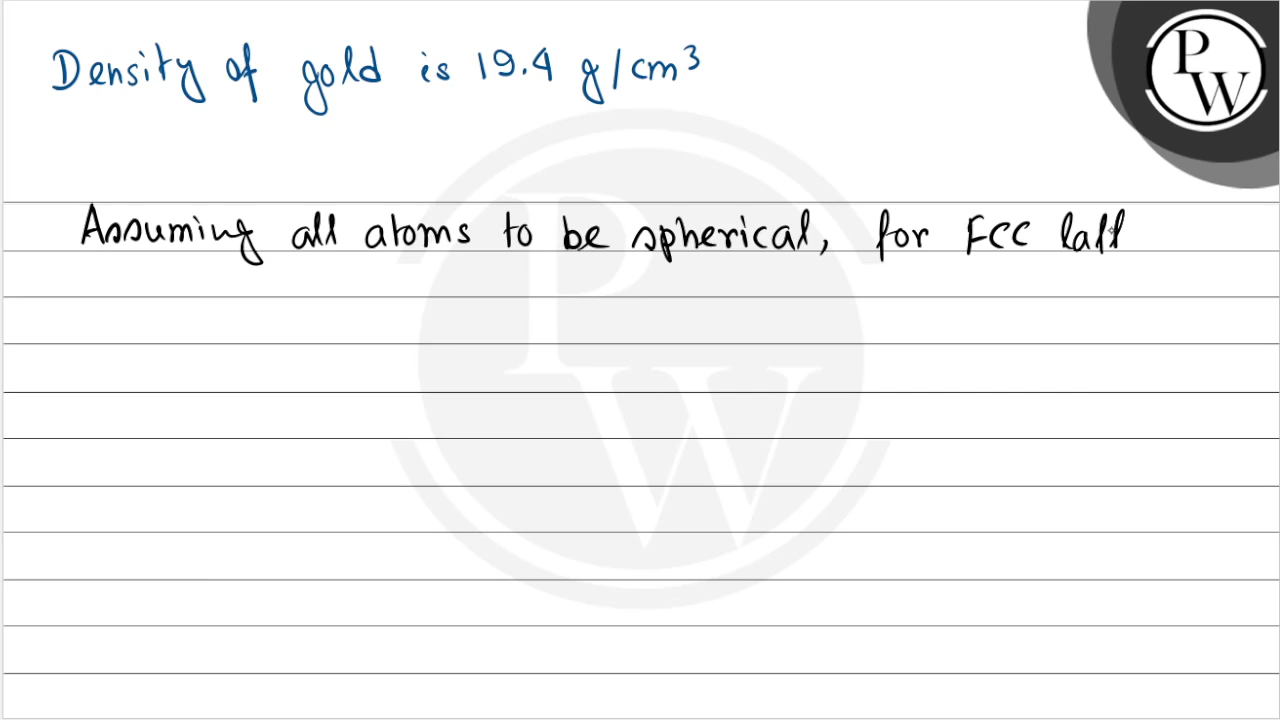 Density of gold is 19.4 g/cm³
P
W
Assuming all atoms to be spherical, for FCC latt
P
W